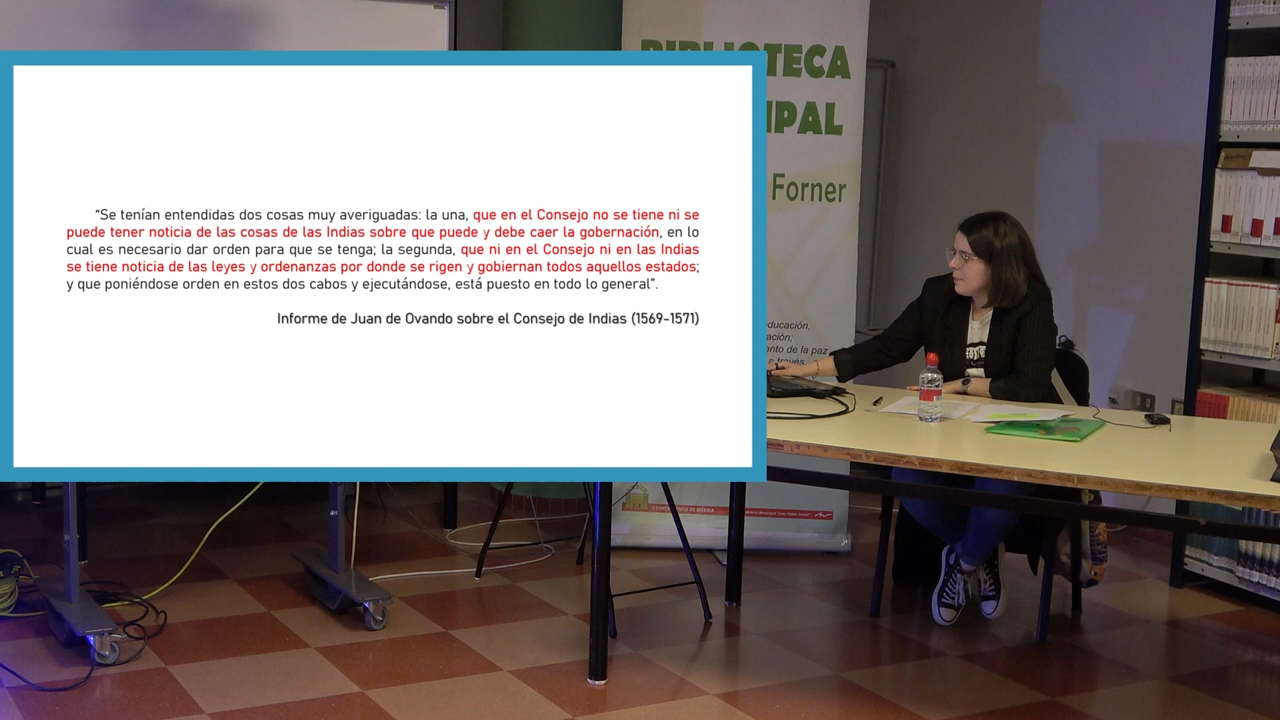 BIBLIOTECA
IPAL
Forner
“Se tenían entendidas dos cosas muy averiguadas: la una, que en el Consejo no se tiene ni se
puede tener noticia de las cosas de las Indias sobre que puede y debe caer la gobernación, en lo
cual es necesario dar orden para que se tenga; la segunda, que ni en el Consejo ni en las Indias
se tiene noticia de las leyes y ordenanzas por donde se rigen y gobiernan todos aquellos estados;
y que poniéndose orden en estos dos cabos y ejecutándose, está puesto en todo lo general”.
Informe de Juan de Ovando sobre el Consejo de Indias (1569-1571)
educación,
ación;
ento de la paz
a través
NTO DE MÉRIDA